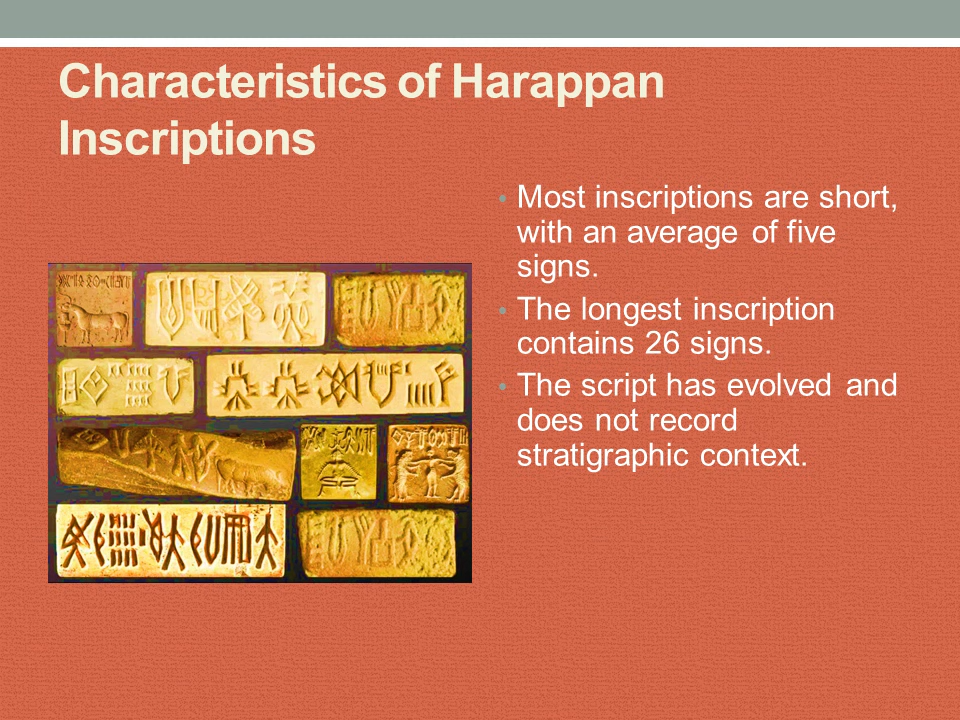 Characteristics of Harappan
Inscriptions
• Most inscriptions are short,
with an average of five
signs.
• The longest inscription
contains 26 signs.
• The script has evolved and
does not record
stratigraphic context.